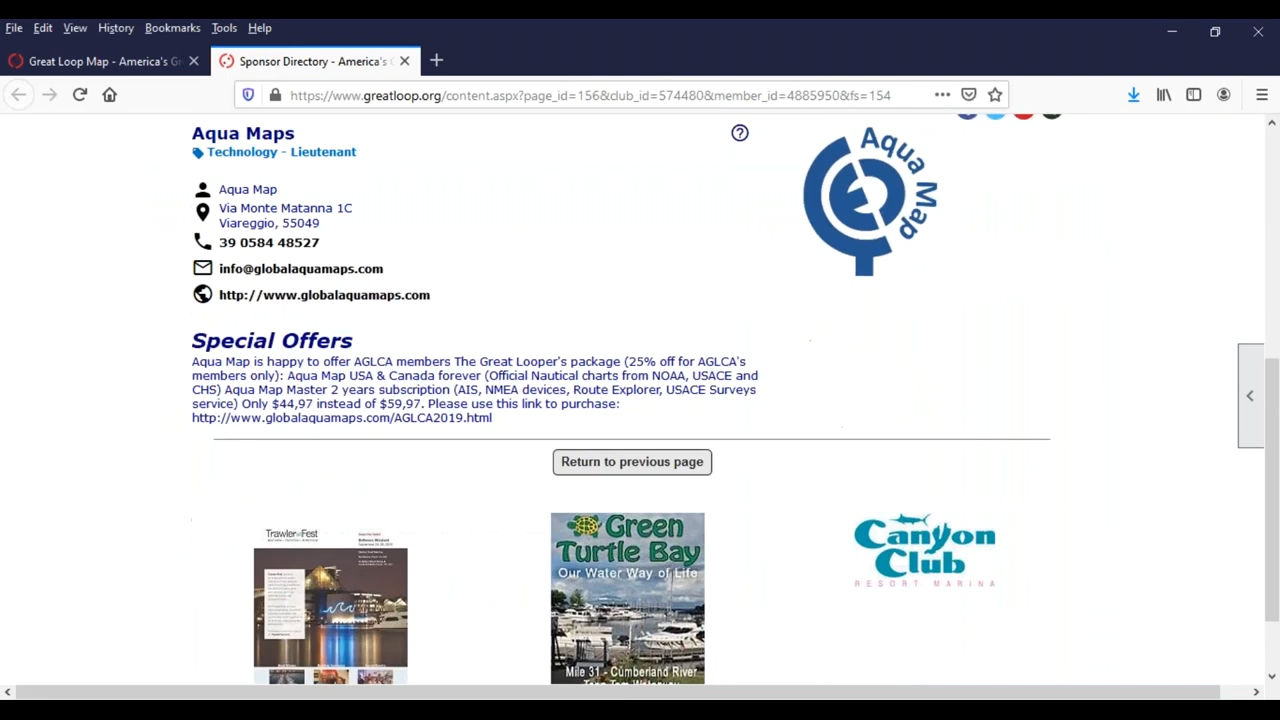 File Edit View History Bookmarks Tools Help
Great Loop Map - America's Gr
Sponsor Directory - America's G
https://www.greatloop.org/content.aspx?page_id=156&club_id=574480&member_id=4885950&fs=154
Aqua Maps
Technology - Lieutenant
Aqua Map
Via Monte Matanna 1C
Viareggio, 55049
39 0584 48527
info@globalaquamaps.com
http://www.globalaquamaps.com
Aqua Map
Special Offers
Aqua Map is happy to offer AGLCA members The Great Looper's package (25% off for AGLCA's
members only): Aqua Map USA & Canada forever (Official Nautical charts from NOAA, USACE and
CHS) Aqua Map Master 2 years subscription (AIS, NMEA devices, Route Explorer, USACE Surveys
service) Only $44,97 instead of $59,97. Please use this link to purchase:
http://www.globalaquamaps.com/AGLCA2019.html
Return to previous page
TrawlerFest
Green
Turtle Bay
Our Water Way of Life
Mile 31 - Cumberland River
Canyon
Club
RESORT MARINA